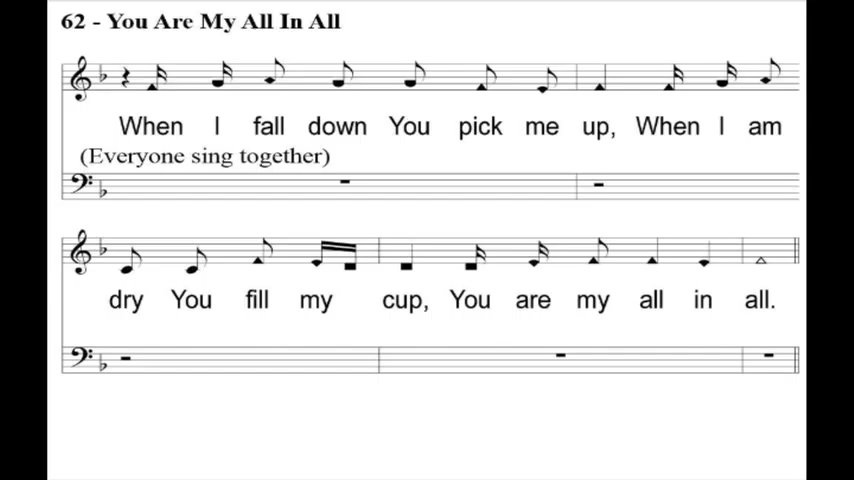 62 - You Are My All In All
When I fall down You pick me up, When I am
(Everyone sing together)
dry You fill my cup, You are my all in all.